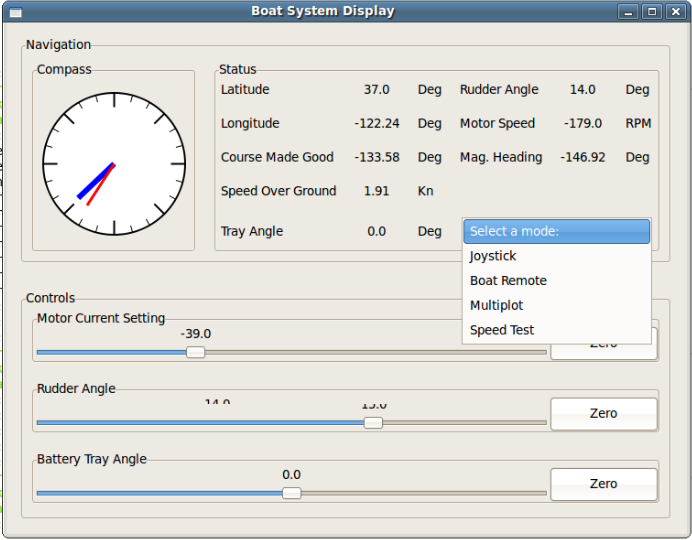 Boat System Display
Navigation
Compass
Status
Latitude 37.0 Deg Rudder Angle 14.0 Deg
Longitude -122.24 Deg Motor Speed -179.0 RPM
Course Made Good -133.58 Deg Mag. Heading -146.92 Deg
Speed Over Ground 1.91 Kn
Tray Angle 0.0 Deg
Select a mode:
Joystick
Boat Remote
Multiplot
Speed Test
Controls
Motor Current Setting
-39.0
Zero
Rudder Angle
14.0
Zero
Battery Tray Angle
0.0
Zero